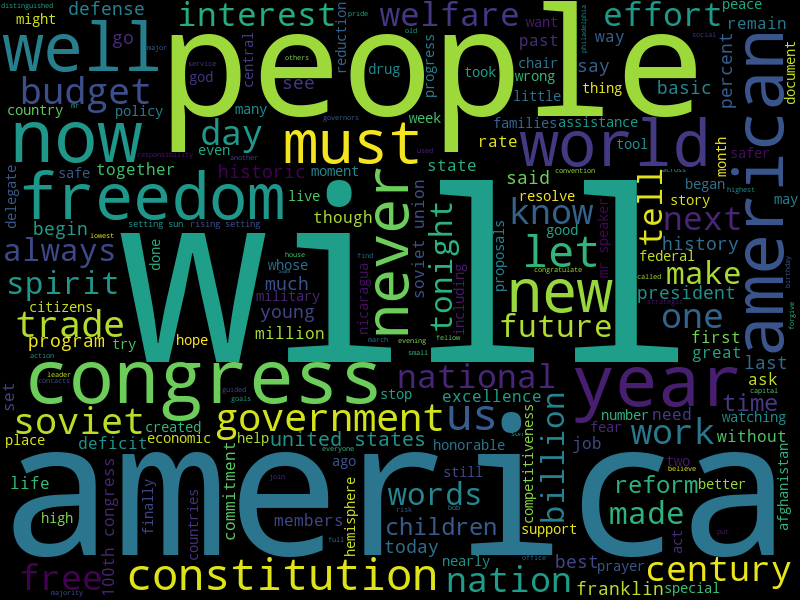 distinguished
pride
old
might
defense
interest
welfare
effort
peace
remain
want
others
philadelphia
social
well
people
go
central
reduction
god
see
drug
progress
took
past
chair
wrong
little
way
say
thing
basic
percent
document
american
major
service
budget
country
policy
many
mr
governors
now
day
must
world
week
families
assistance
rate
tool
month
safer
even
together
responsibility
another
used
safe
historic
moment
state
said
convention
across
began
highest
may
delegate
freedom
live
never
resolve
story
begin
though
setting sun rising setting
tonight
soviet union
know
good
tell
next
history
always
lowest
done
house
whose
find
let
proposals
mr speaker
federal
called
birthday
spirit
will
much
military
nicaragua
including
congratulate
make
president
strategic
forgive
citizens
young
new
one
trade
million
future
first
great
program
try
hope
march
evening
small
fellow
action
leader
contacts
congress
guided
goals
stop
national
excellence
year
last
ask
capital
time
set
soviet
created
government
us
competitiveness
billion
number
need
fear
watching
place
deficit
economic
help
united states
everyone
honorable
job
work
without
life
ago
still
two
believe
america
high
100th congress
finally
countries
commitment
join
members
hemisphere
words
children
risk
bob
today
full
nearly
support
reform
better
made
act
put
afghanistan
free
majority
constitution
nation
office
best
prayer
franklin
special
century